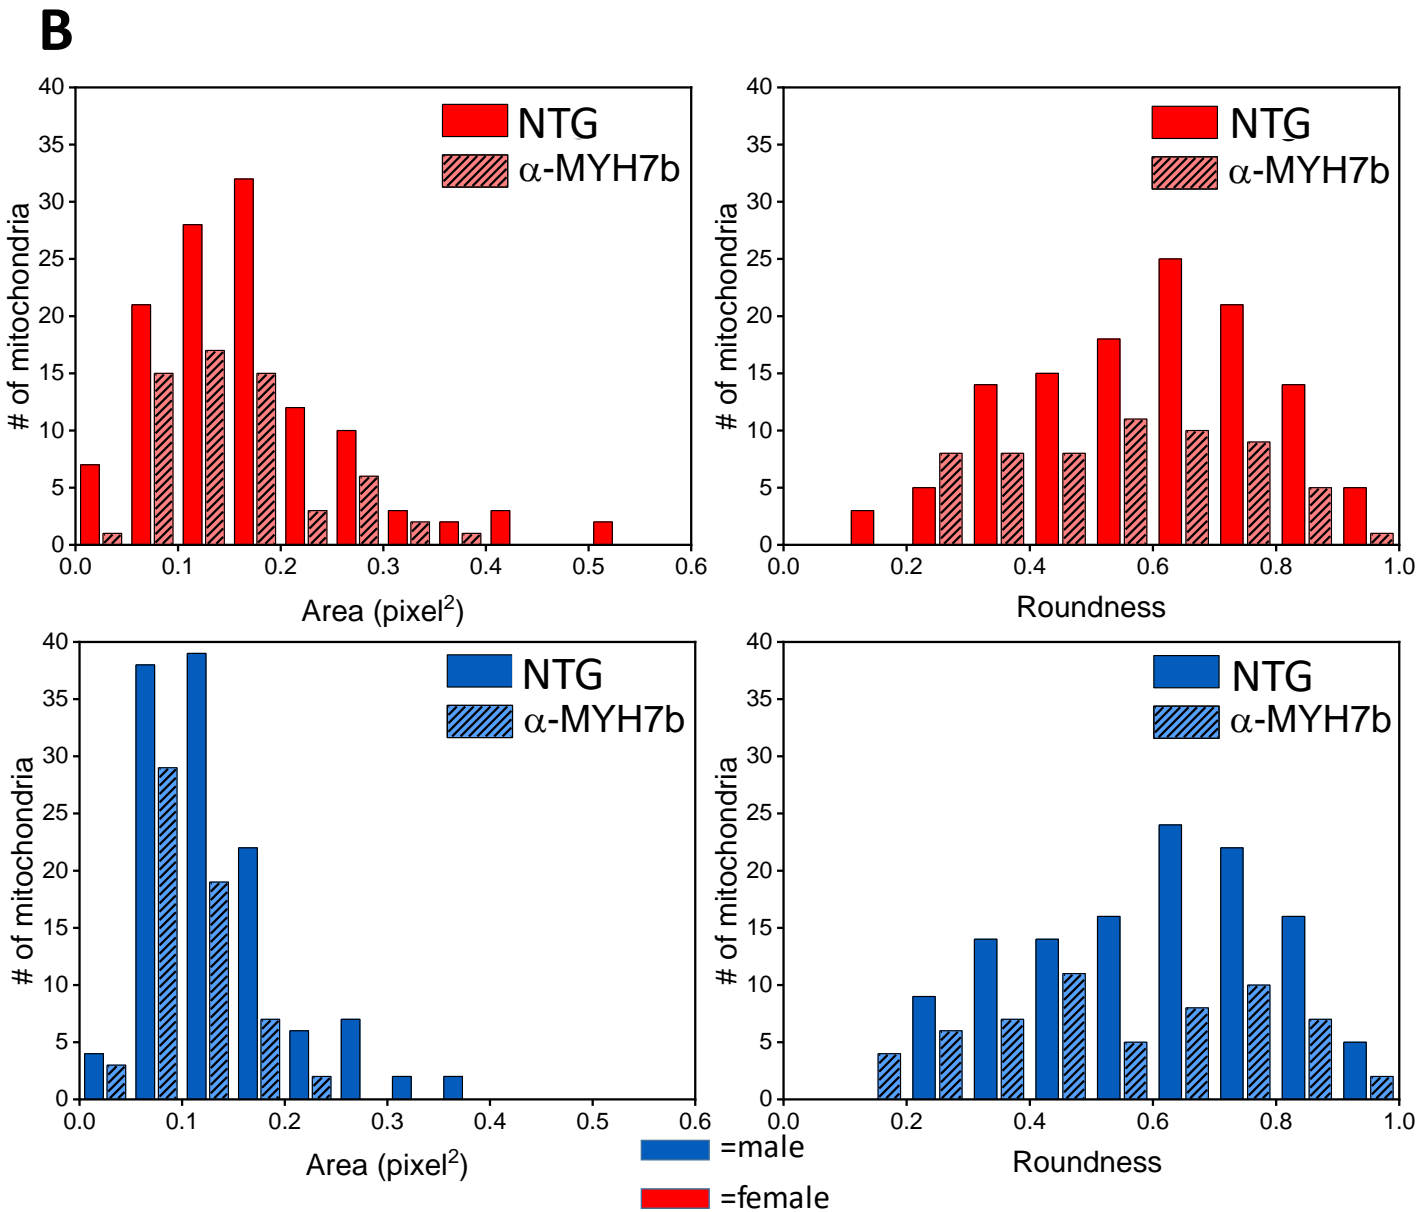 B
40
35
30
25
20
15
10
5
0
# of mitochondria
NTG
α-MYH7b
0.0 0.1 0.2 0.3 0.4 0.5 0.6
Area (pixel²)
40
35
30
25
20
15
10
5
0
# of mitochondria
NTG
α-MYH7b
0.0 0.2 0.4 0.6 0.8 1.0
Roundness
40
35
30
25
20
15
10
5
0
# of mitochondria
NTG
α-MYH7b
0.0 0.1 0.2 0.3 0.4 0.5 0.6
Area (pixel²)
40
35
30
25
20
15
10
5
0
# of mitochondria
NTG
α-MYH7b
0.0 0.2 0.4 0.6 0.8 1.0
Roundness
=male
=female